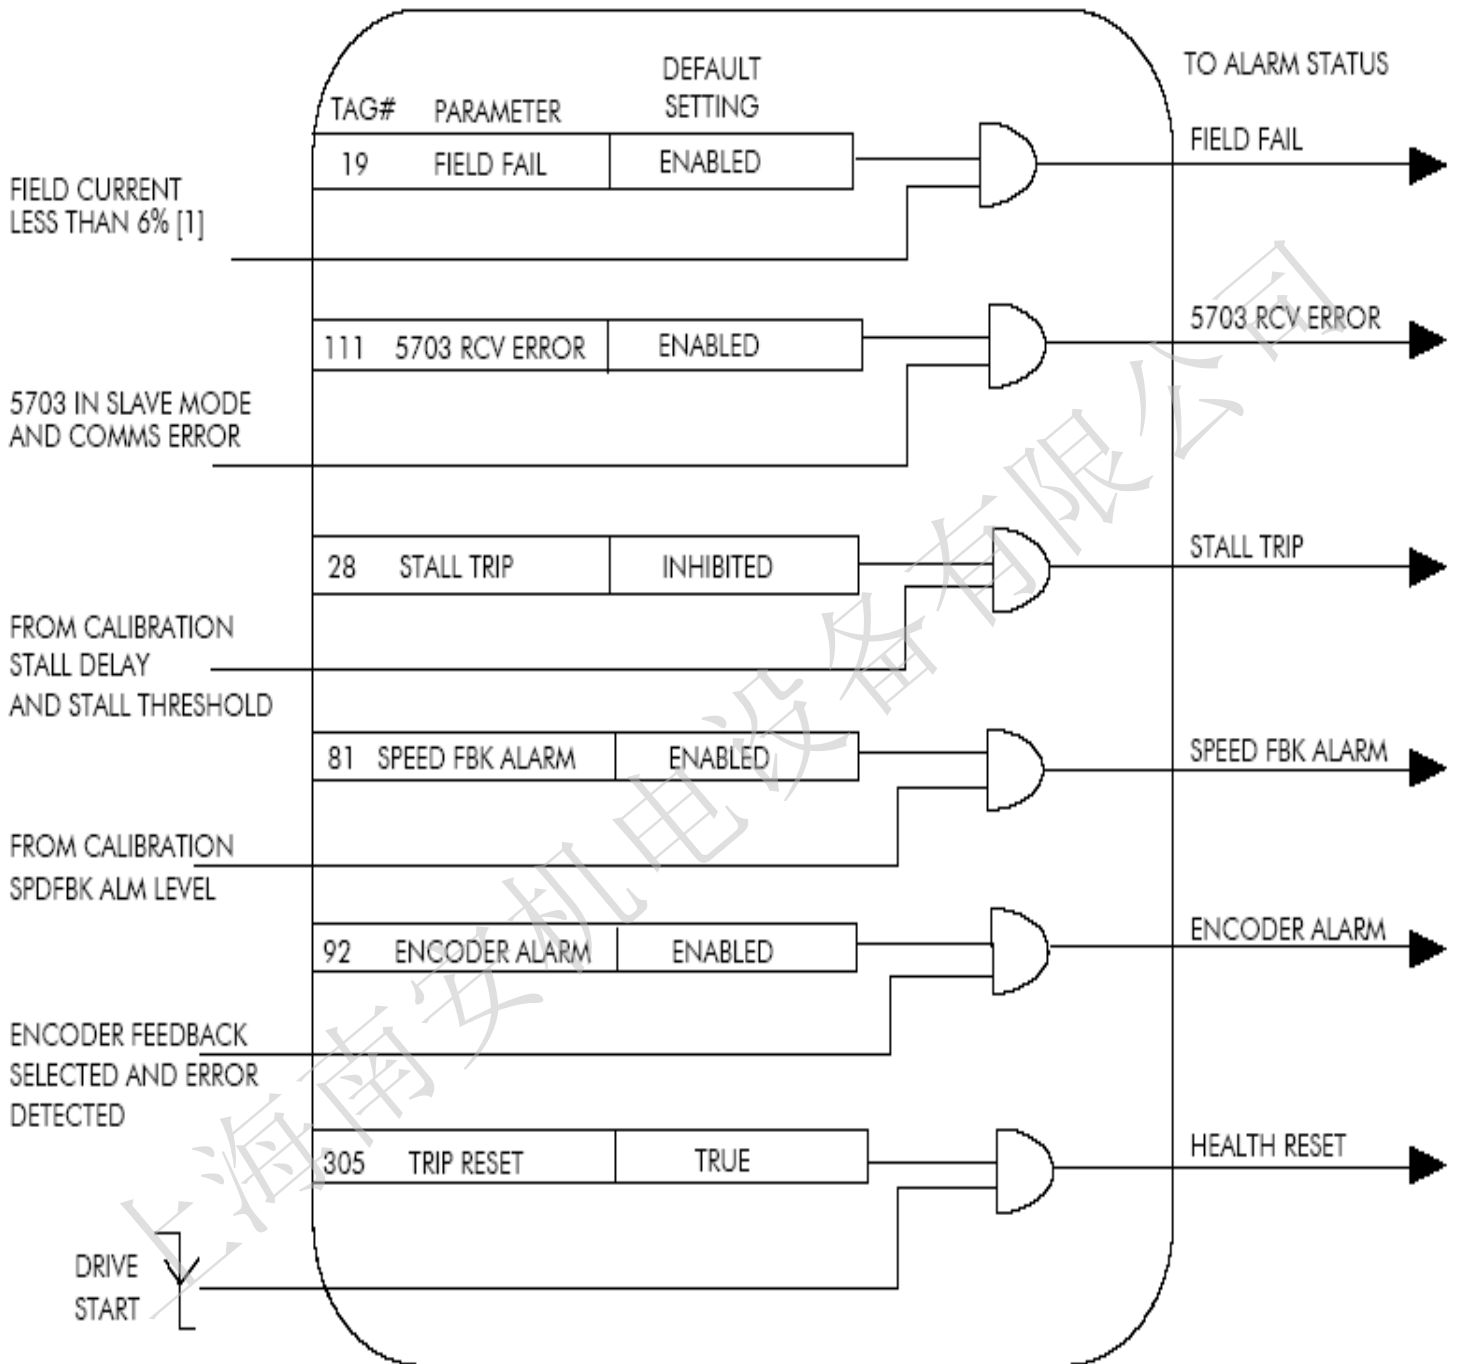 DEFAULT
SETTING
TO ALARM STATUS
TAG# PARAMETER
19 FIELD FAIL ENABLED
FIELD FAIL
FIELD CURRENT
LESS THAN 6% [1]
111 5703 RCV ERROR ENABLED
5703 RCV ERROR
5703 IN SLAVE MODE
AND COMMS ERROR
28 STALL TRIP INHIBITED
STALL TRIP
FROM CALIBRATION
STALL DELAY
AND STALL THRESHOLD
81 SPEED FBK ALARM ENABLED
SPEED FBK ALARM
FROM CALIBRATION
SPDFBK ALM LEVEL
92 ENCODER ALARM ENABLED
ENCODER ALARM
ENCODER FEEDBACK
SELECTED AND ERROR
DETECTED
305 TRIP RESET TRUE
HEALTH RESET
DRIVE
START
上海南安机电设备有限公司